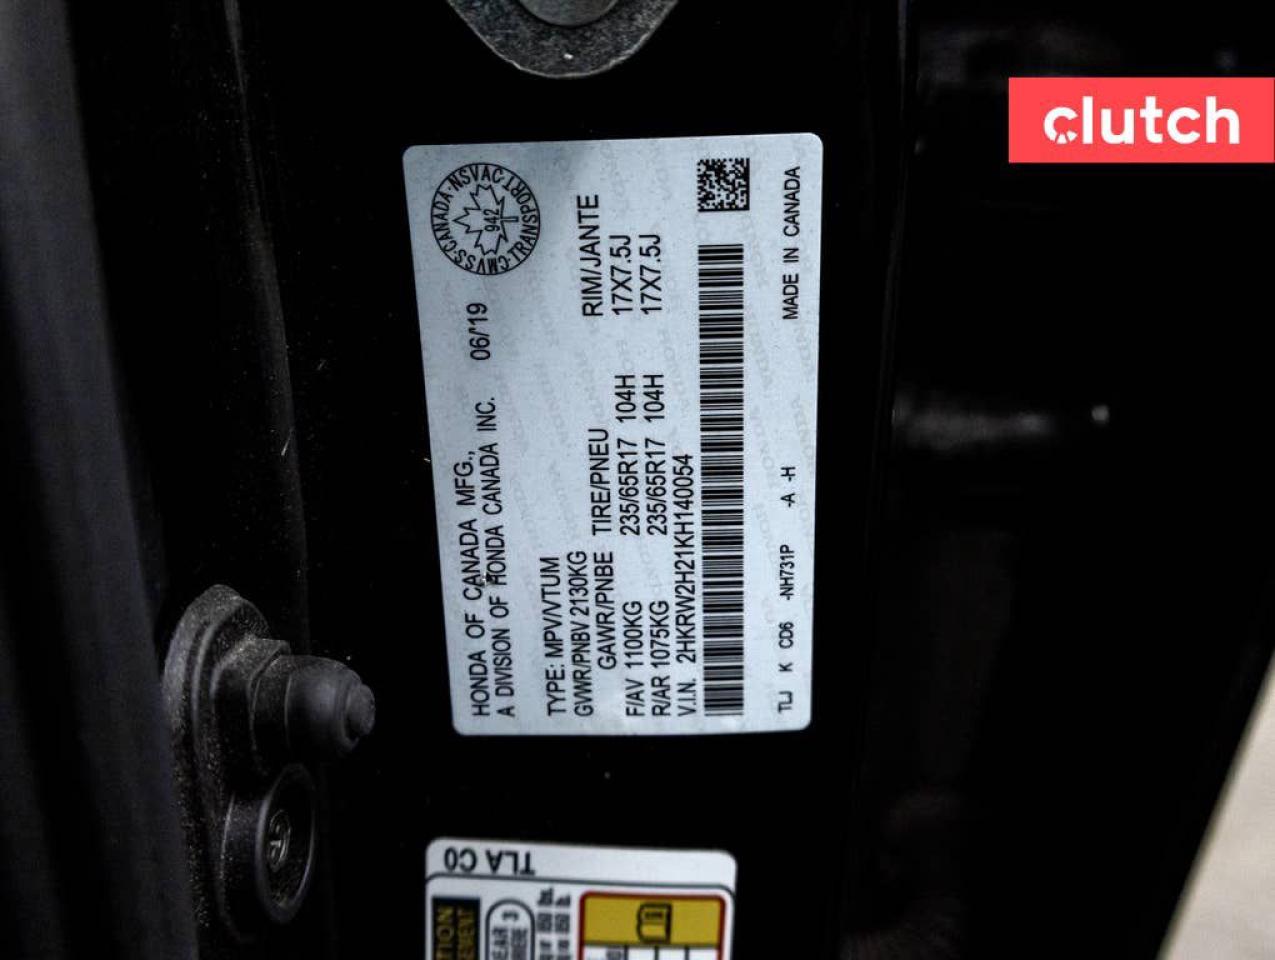 clutch
CMVSS·CANADA·NSVAC·TRANSPORT·
942
HONDA OF CANADA MFG.,
A DIVISION OF HONDA CANADA INC. 06/'19
TYPE: MPV/VTUM
GVWR/PNBV 2130KG
GAWR/PNBE TIRE/PNEU RIM/JANTE
F/AV 1100KG 235/65R17 104H 17X7.5J
R/AR 1075KG 235/65R17 104H 17X7.5J
V.I.N. 2HKRW2H21KH140054
TLJ K CD6 -NH731P -A -H MADE IN CANADA
TLA C0